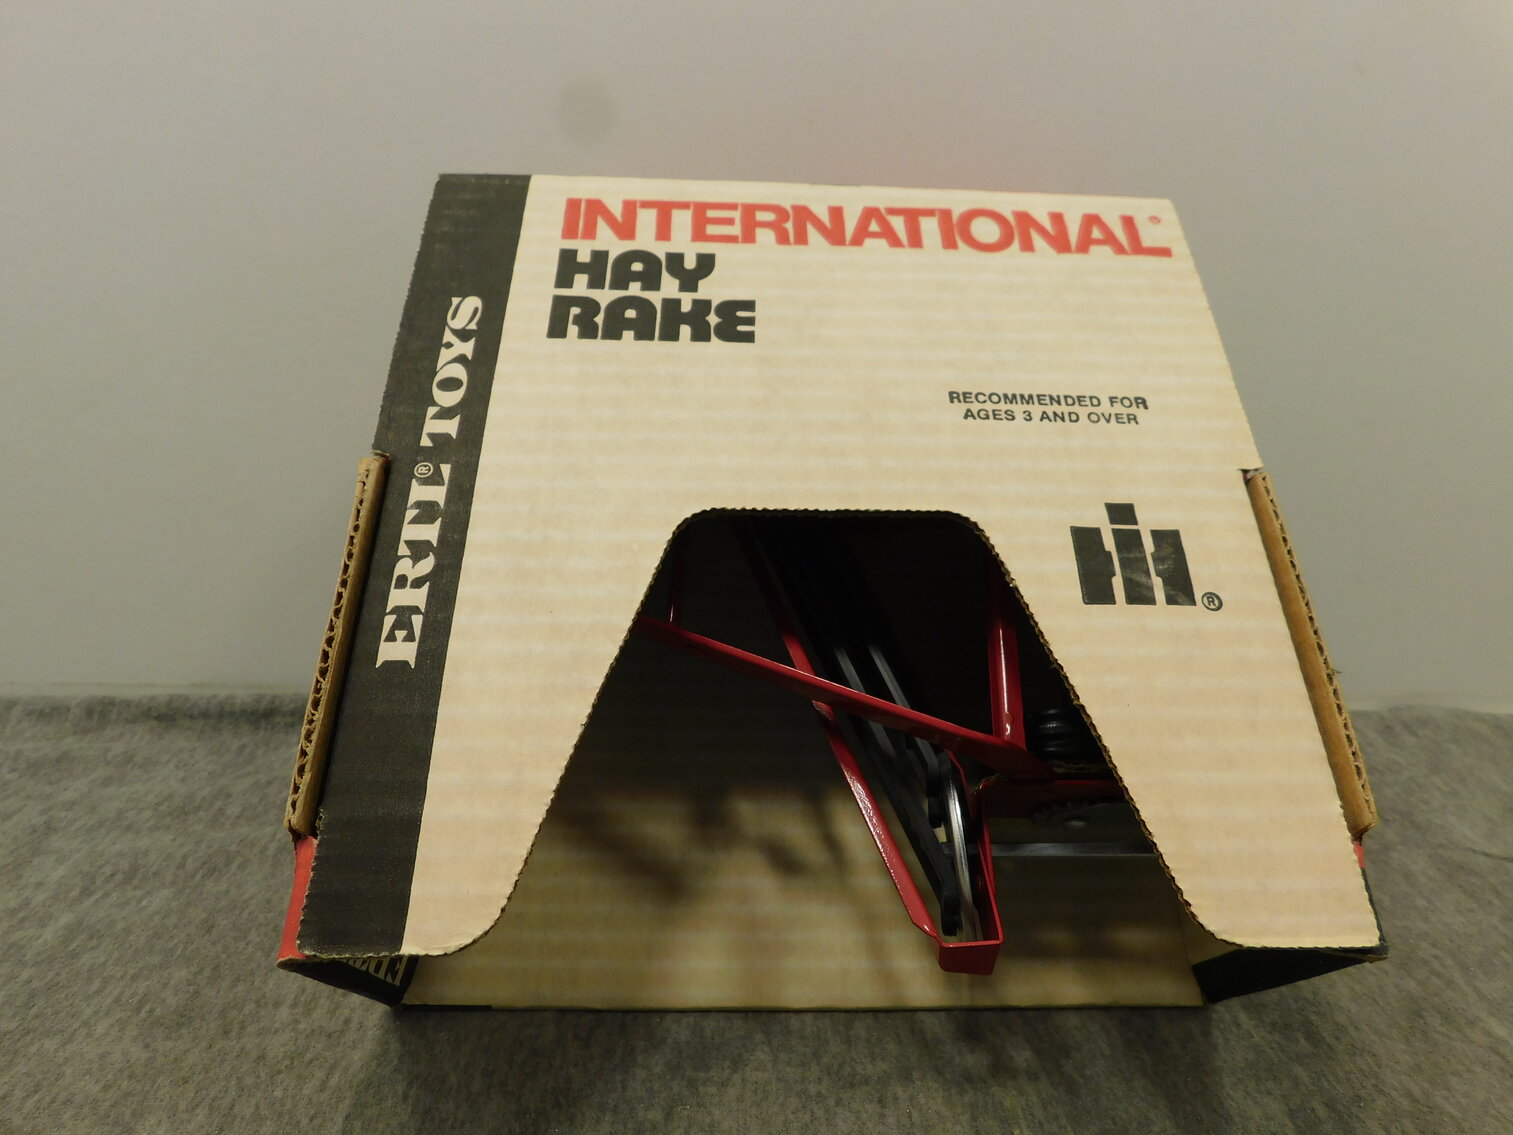 INTERNATIONAL®
HAY
RAKE
RECOMMENDED FOR
AGES 3 AND OVER
IH®
ERTL® TOYS